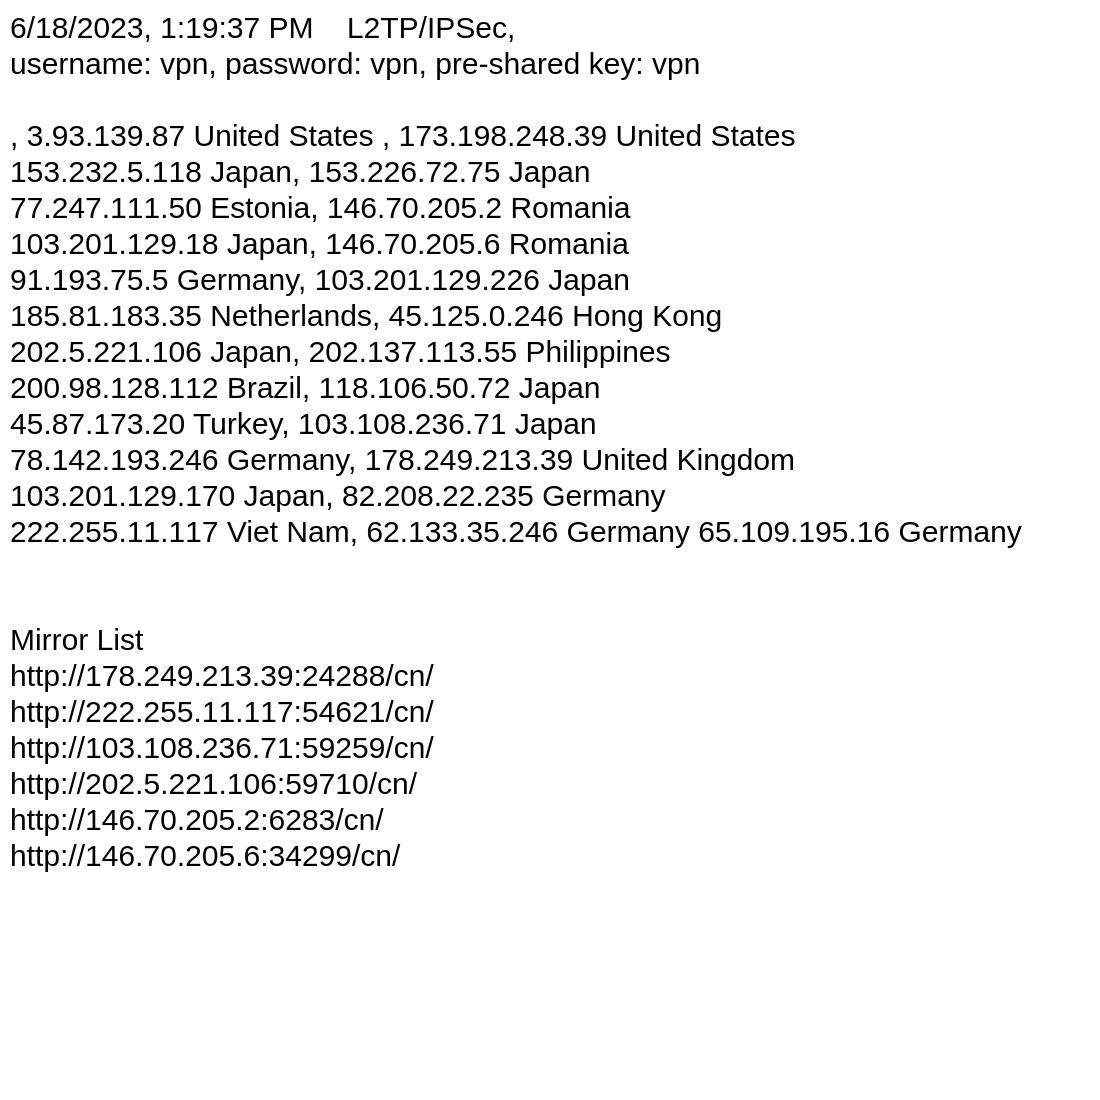 6/18/2023, 1:19:37 PM    L2TP/IPSec,
username: vpn, password: vpn, pre-shared key: vpn
, 3.93.139.87 United States , 173.198.248.39 United States
153.232.5.118 Japan, 153.226.72.75 Japan
77.247.111.50 Estonia, 146.70.205.2 Romania
103.201.129.18 Japan, 146.70.205.6 Romania
91.193.75.5 Germany, 103.201.129.226 Japan
185.81.183.35 Netherlands, 45.125.0.246 Hong Kong
202.5.221.106 Japan, 202.137.113.55 Philippines
200.98.128.112 Brazil, 118.106.50.72 Japan
45.87.173.20 Turkey, 103.108.236.71 Japan
78.142.193.246 Germany, 178.249.213.39 United Kingdom
103.201.129.170 Japan, 82.208.22.235 Germany
222.255.11.117 Viet Nam, 62.133.35.246 Germany 65.109.195.16 Germany
Mirror List
http://178.249.213.39:24288/cn/
http://222.255.11.117:54621/cn/
http://103.108.236.71:59259/cn/
http://202.5.221.106:59710/cn/
http://146.70.205.2:6283/cn/
http://146.70.205.6:34299/cn/